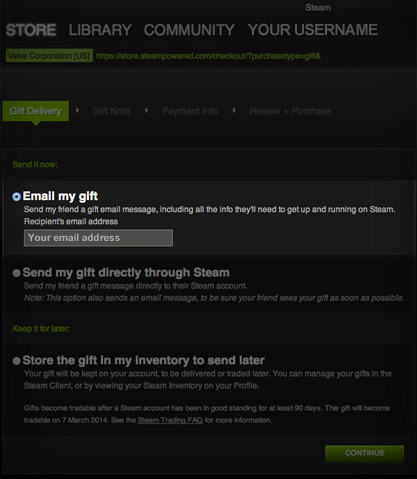 Steam
STORE LIBRARY COMMUNITY YOUR USERNAME
Valve Corporation [US] https://store.steampowered.com/checkout/?purchasetype=gift&
Gift Delivery Gift Note Payment Info Review + Purchase
Send it now:
Email my gift
Send my friend a gift email message, including all the info they'll need to get up and running on Steam.
Recipient's email address
Your email address
Send my gift directly through Steam
Send my friend a gift message directly to their Steam account.
Note: This option also sends an email message, to be sure your friend sees your gift as soon as possible.
Keep it for later:
Store the gift in my inventory to send later
Your gift will be kept on your account, to be delivered or traded later. You can manage your gifts in the
Steam Client, or by viewing your Steam Inventory on your Profile.
Gifts become tradable after a Steam account has been in good standing for at least 90 days. This gift will become
tradable on 7 March 2014. See the Steam Trading FAQ for more information.
CONTINUE